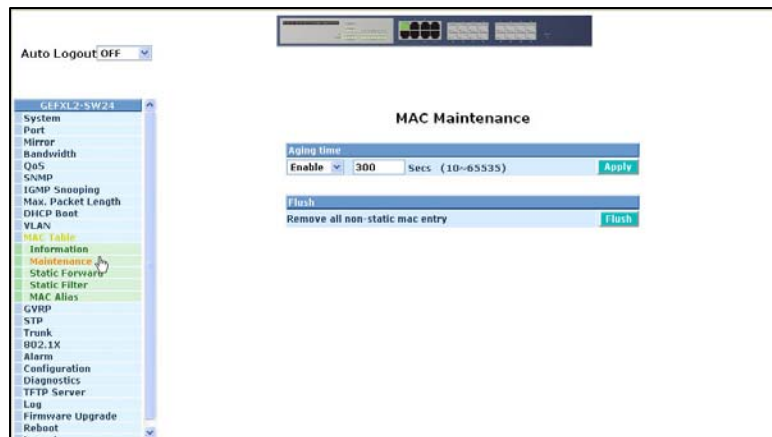 Auto Logout OFF
GEFXL2-SW24
System
Port
Mirror
Bandwidth
QoS
SNMP
IGMP Snooping
Max. Packet Length
DHCP Boot
VLAN
MAC Table
Information
Maintenance
Static Forward
Static Filter
MAC Alias
GVRP
STP
Trunk
802.1X
Alarm
Configuration
Diagnostics
TFTP Server
Log
Firmware Upgrade
Reboot
MAC Maintenance
Aging time
Enable 300 Secs (10~65535) Apply
Flush
Remove all non-static mac entry Flush